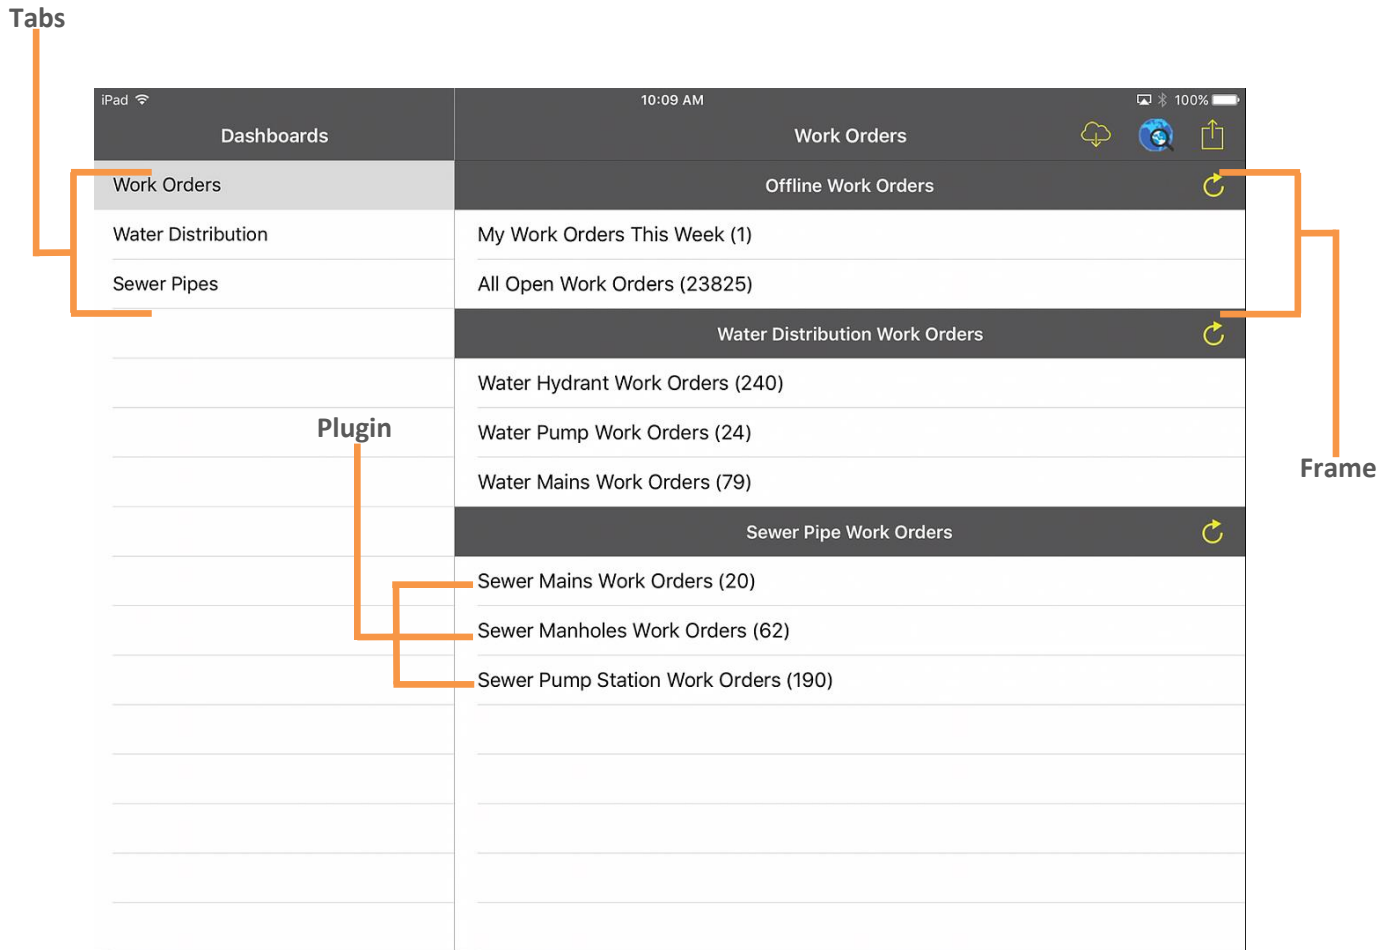 Tabs
iPad
10:09 AM
100%
Dashboards
Work Orders
Work Orders
Offline Work Orders
Water Distribution
My Work Orders This Week (1)
Sewer Pipes
All Open Work Orders (23825)
Water Distribution Work Orders
Water Hydrant Work Orders (240)
Plugin
Water Pump Work Orders (24)
Frame
Water Mains Work Orders (79)
Sewer Pipe Work Orders
Sewer Mains Work Orders (20)
Sewer Manholes Work Orders (62)
Sewer Pump Station Work Orders (190)